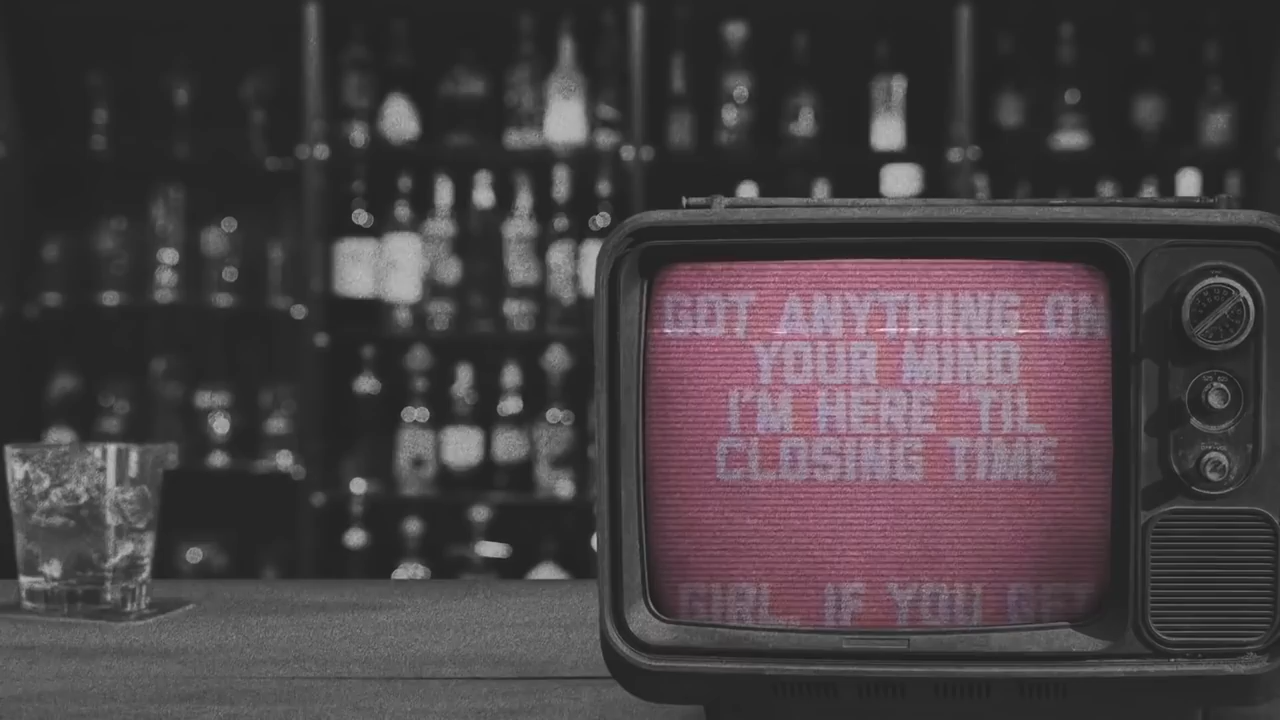 GOT ANYTHING ON
YOUR MIND
I'M HERE 'TIL
CLOSING TIME
GIRL, IF YOU